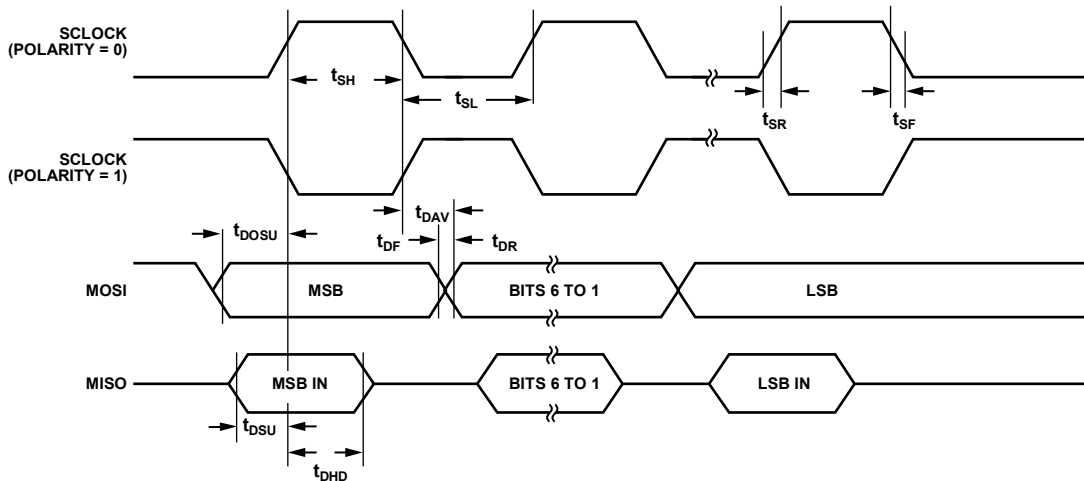 SCLOCK
(POLARITY = 0)
tSH
tSL
tSR
tSF
SCLOCK
(POLARITY = 1)
tDAV
tDOSU
tDF
tDR
MOSI
MSB
BITS 6 TO 1
LSB
MISO
MSB IN
BITS 6 TO 1
LSB IN
tDSU
tDHD